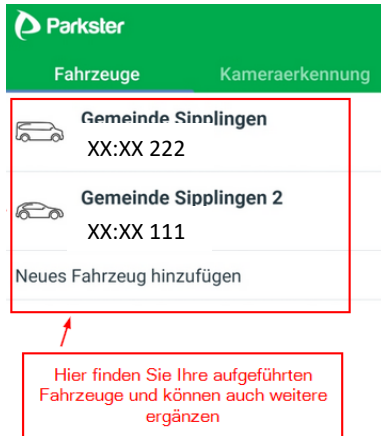 Parkster
Fahrzeuge Kameraerkennung
Gemeinde Sipplingen
XX:XX 222
Gemeinde Sipplingen 2
XX:XX 111
Neues Fahrzeug hinzufügen
Hier finden Sie Ihre aufgeführten
Fahrzeuge und können auch weitere
ergänzen